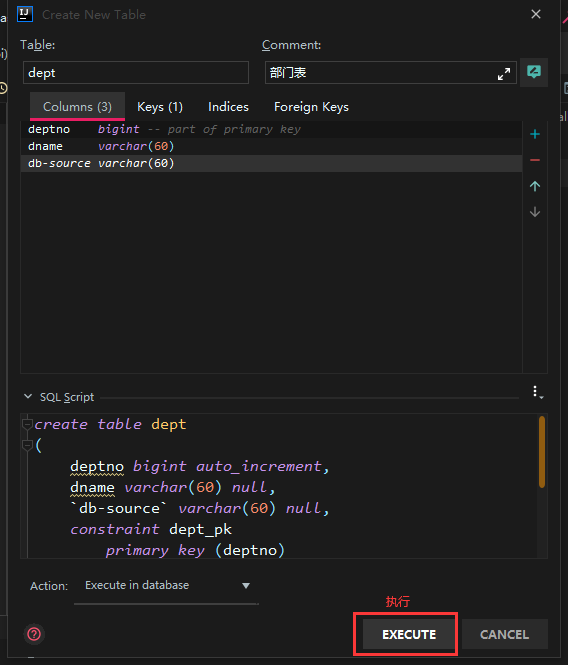 IJ
Create New Table
Table:
Comment:
dept
部门表
Columns (3)
Keys (1)
Indices
Foreign Keys
deptno bigint -- part of primary key
dname varchar(60)
db-source varchar(60)
SQL Script
create table dept
(
deptno bigint auto_increment,
dname varchar(60) null,
`db-source` varchar(60) null,
constraint dept_pk
primary key (deptno)
Action:
Execute in database
执行
EXECUTE
CANCEL